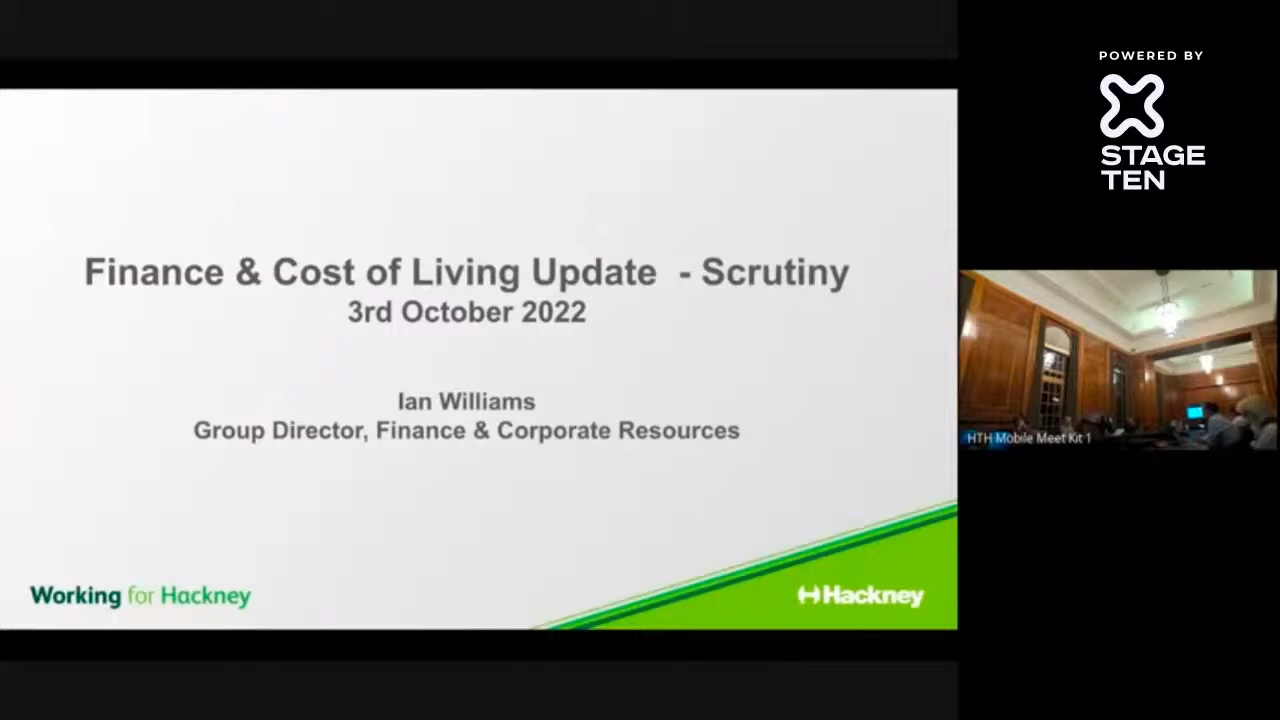 Finance & Cost of Living Update - Scrutiny
3rd October 2022
Ian Williams
Group Director, Finance & Corporate Resources
Working for Hackney
Hackney
POWERED BY
STAGE
TEN
HTH Mobile Meet Kit 1